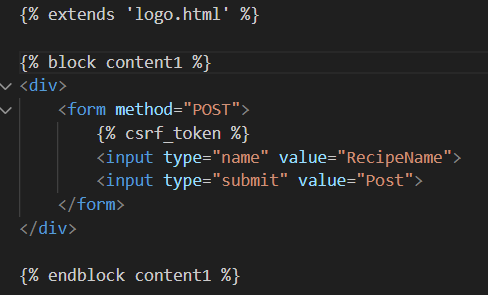 {% extends 'logo.html' %}
{% block content1 %}
<div>
<form method="POST">
{% csrf_token %}
<input type="name" value="RecipeName">
<input type="submit" value="Post">
</form>
</div>
{% endblock content1 %}